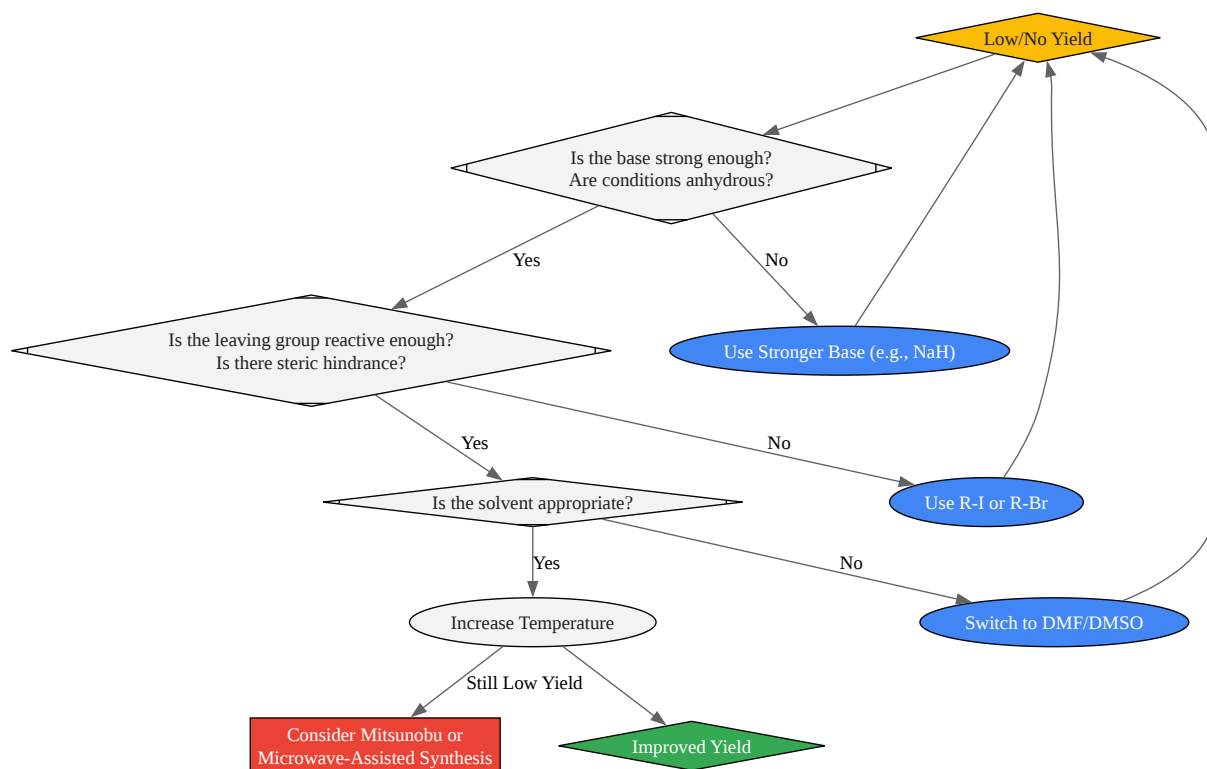 Low/No Yield
Is the base strong enough?
Are conditions anhydrous?
Yes
No
Is the leaving group reactive enough?
Is there steric hindrance?
Use Stronger Base (e.g., NaH)
Yes
No
Is the solvent appropriate?
Use R-I or R-Br
Yes
No
Increase Temperature
Switch to DMF/DMSO
Still Low Yield
Consider Mitsunobu or
Microwave-Assisted Synthesis
Improved Yield